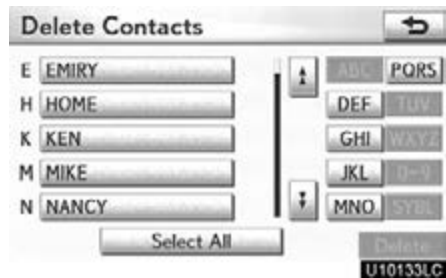 Delete Contacts
E EMIRY
H HOME
K KEN
M MIKE
N NANCY
Select All
ABC PQRS
DEF TUV
GHI WXYZ
JKL 0-9
MNO SYBL
Delete
U10133LC